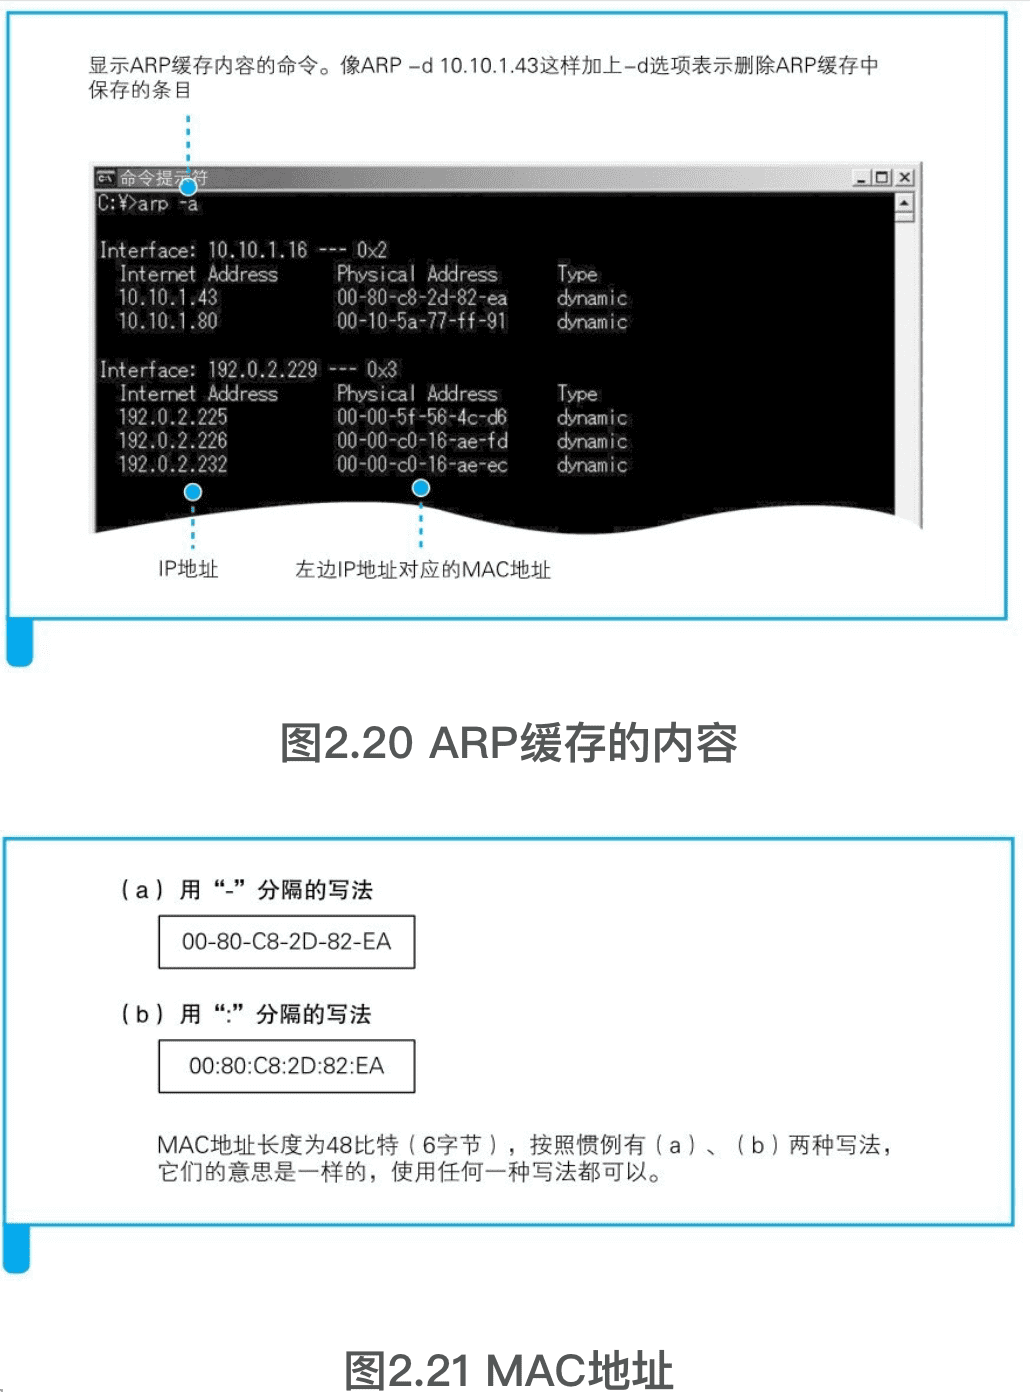 显示ARP缓存内容的命令。像ARP –d 10.10.1.43这样加上–d选项表示删除ARP缓存中
保存的条目
命令提示符
C:¥>arp -a
Interface: 10.10.1.16 --- 0x2
Internet Address Physical Address Type
10.10.1.43 00-80-c8-2d-82-ea dynamic
10.10.1.80 00-10-5a-77-ff-91 dynamic
Interface: 192.0.2.229 --- 0x3
Internet Address Physical Address Type
192.0.2.225 00-00-5f-56-4c-d6 dynamic
192.0.2.226 00-00-c0-16-ae-fd dynamic
192.0.2.232 00-00-c0-16-ae-ec dynamic
IP地址 左边IP地址对应的MAC地址
图2.20 ARP缓存的内容
（a）用“-”分隔的写法
00-80-C8-2D-82-EA
（b）用“:”分隔的写法
00:80:C8:2D:82:EA
MAC地址长度为48比特（6字节），按照惯例有（a）、（b）两种写法，
它们的意思是一样的，使用任何一种写法都可以。
图2.21 MAC地址